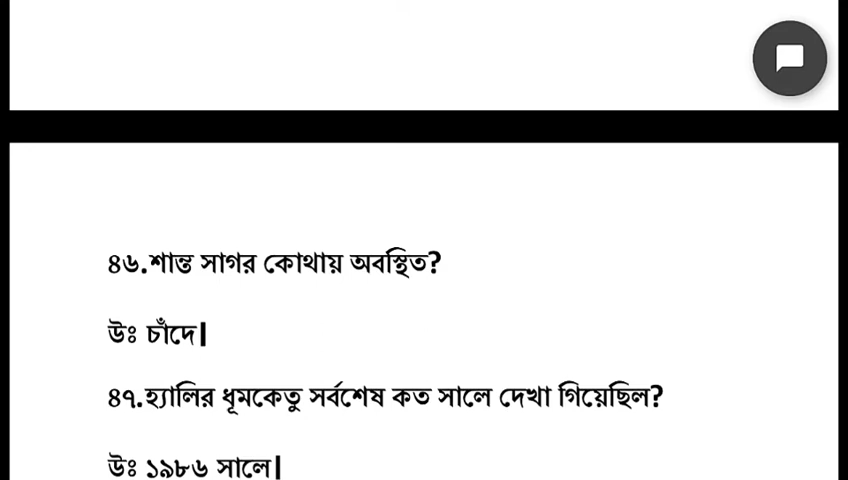 ৪৬.শান্ত সাগর কোথায় অবস্থিত?
উঃ চাঁদে|
৪৭.হ্যালির ধূমকেতু সর্বশেষ কত সালে দেখা গিয়েছিল?
উঃ ১৯৮৬ সালে|